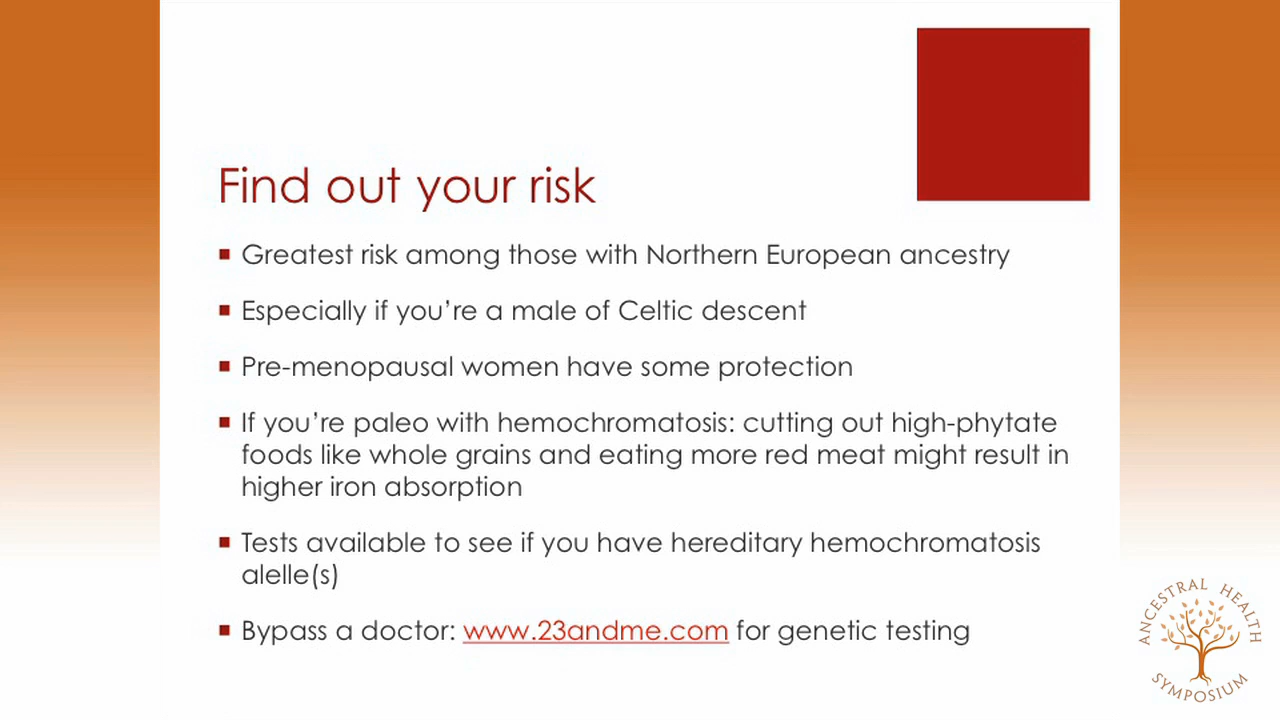 Find out your risk
Greatest risk among those with Northern European ancestry
Especially if you’re a male of Celtic descent
Pre-menopausal women have some protection
If you’re paleo with hemochromatosis: cutting out high-phytate
foods like whole grains and eating more red meat might result in
higher iron absorption
Tests available to see if you have hereditary hemochromatosis
alelle(s)
Bypass a doctor: www.23andme.com for genetic testing
ANCESTRAL HEALTH
SYMPOSIUM